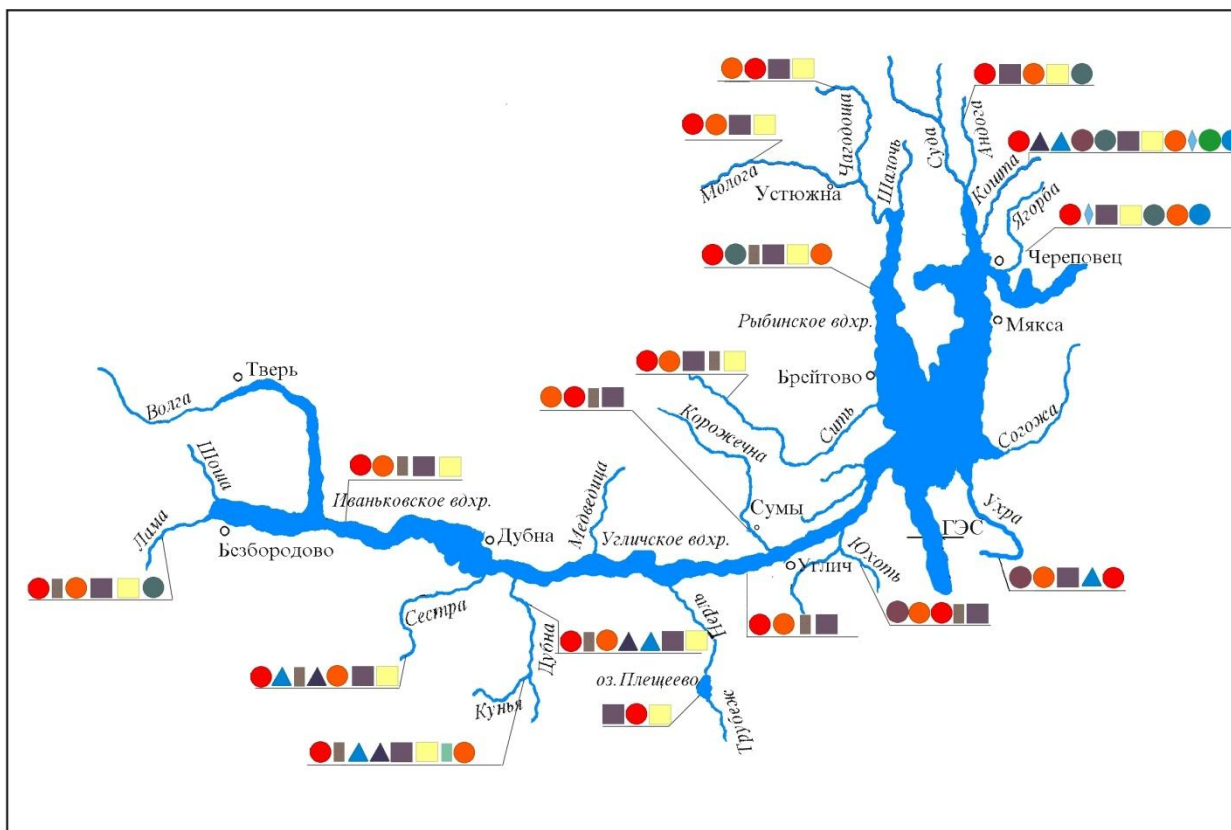 Чагодоща
Шалочь
Суда
Андога
Кошта
Ягорба
Молога
Устюжна
Череповец
Рыбинское вдхр.
Мякса
Брейтово
Тверь
Волга
Корожечна
Сить
Согожа
Шоша
Иваньковское вдхр.
Медведица
Сумы
Ухра
Лама
Безбородово
Дубна
Угличское вдхр.
ГЭС
Углич
Юхоть
Сестра
Дубна
Нерль
оз. Плещеево
Кунья
Трубеж